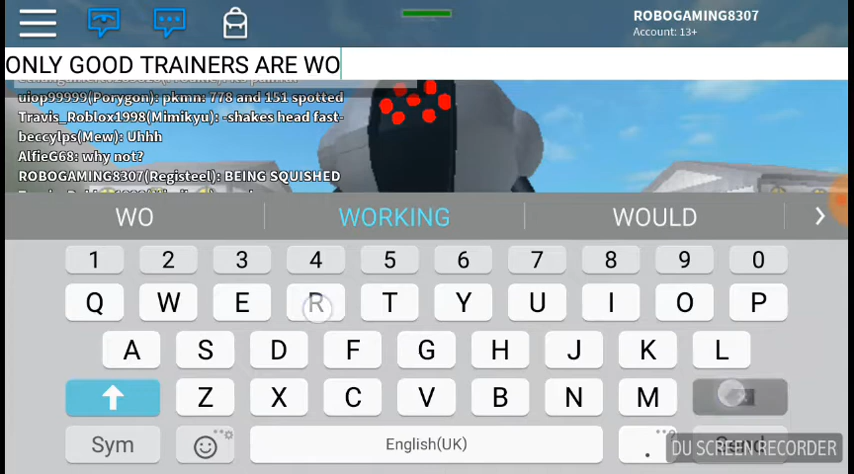 ROBOGAMING8307
Account: 13+
ONLY GOOD TRAINERS ARE WO
uiop99999(Porygon): pkmn: 778 and 151 spotted
Travis_Roblox1998(Mimikyu): -shakes head fast-
beccylps(Mew): Uhhh
AlfieG68: why not?
ROBOGAMING8307(Registeel): BEING SQUISHED
WO WORKING WOULD
1 2 3 4 5 6 7 8 9 0
Q W E R T Y U I O P
A S D F G H J K L
Z X C V B N M
Sym English(UK) . Send
DU SCREEN RECORDER